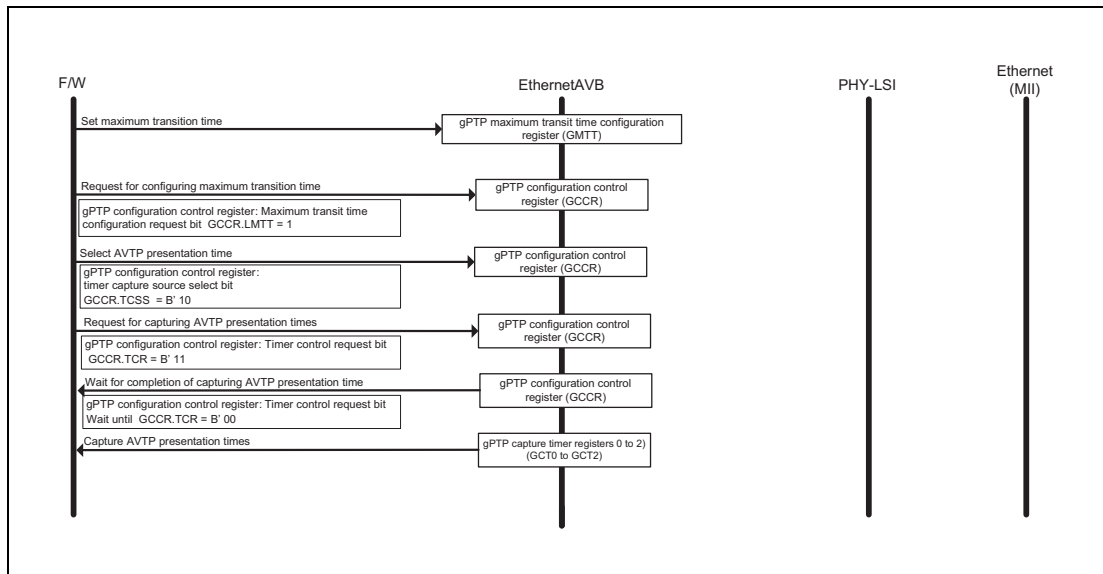 F/W
EthernetAVB
PHY-LSI
Ethernet
(MII)
Set maximum transition time
gPTP maximum transit time configuration
register (GMTT)
Request for configuring maximum transition time
gPTP configuration control
register (GCCR)
gPTP configuration control register: Maximum transit time
configuration request bit GCCR.LMTT = 1
Select AVTP presentation time
gPTP configuration control
register (GCCR)
gPTP configuration control register:
timer capture source select bit
GCCR.TCSS = B' 10
Request for capturing AVTP presentation times
gPTP configuration control
register (GCCR)
gPTP configuration control register: Timer control request bit
GCCR.TCR = B' 11
Wait for completion of capturing AVTP presentation time
gPTP configuration control
register (GCCR)
gPTP configuration control register: Timer control request bit
Wait until GCCR.TCR = B' 00
Capture AVTP presentation times
gPTP capture timer registers 0 to 2)
(GCT0 to GCT2)